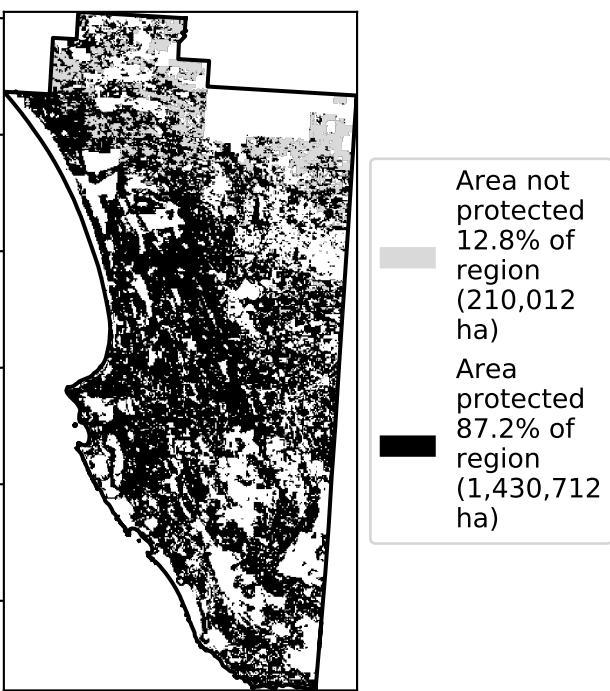 Area not
protected
12.8% of
region
(210,012
ha)
Area
protected
87.2% of
region
(1,430,712
ha)